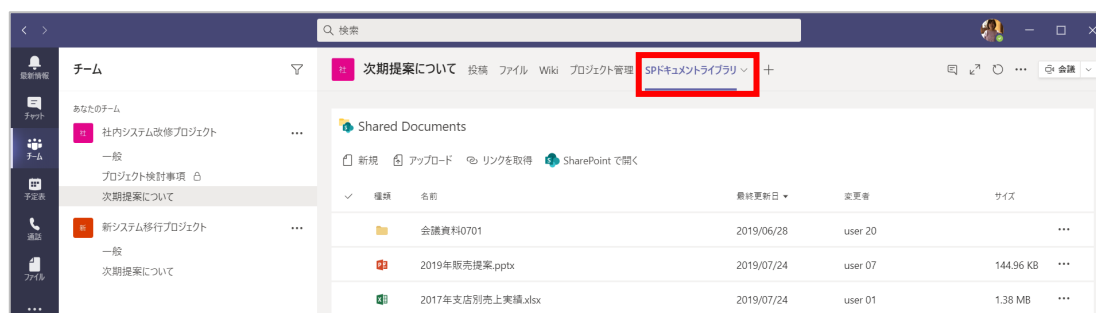 検索
最新情報
チャット
チーム
予定表
通話
ファイル
チーム
あなたのチーム
社 社内システム改修プロジェクト
一般
プロジェクト検討事項
次期提案について
新 新システム移行プロジェクト
一般
次期提案について
社 次期提案について 投稿 ファイル Wiki プロジェクト管理 SPドキュメントライブラリ 会議
Shared Documents
新規 アップロード リンクを取得 SharePoint で開く
種類 名前 最終更新日 変更者 サイズ
会議資料0701 2019/06/28 user 20
2019年販売提案.pptx 2019/07/24 user 07 144.96 KB
2017年支店別売上実績.xlsx 2019/07/24 user 01 1.38 MB